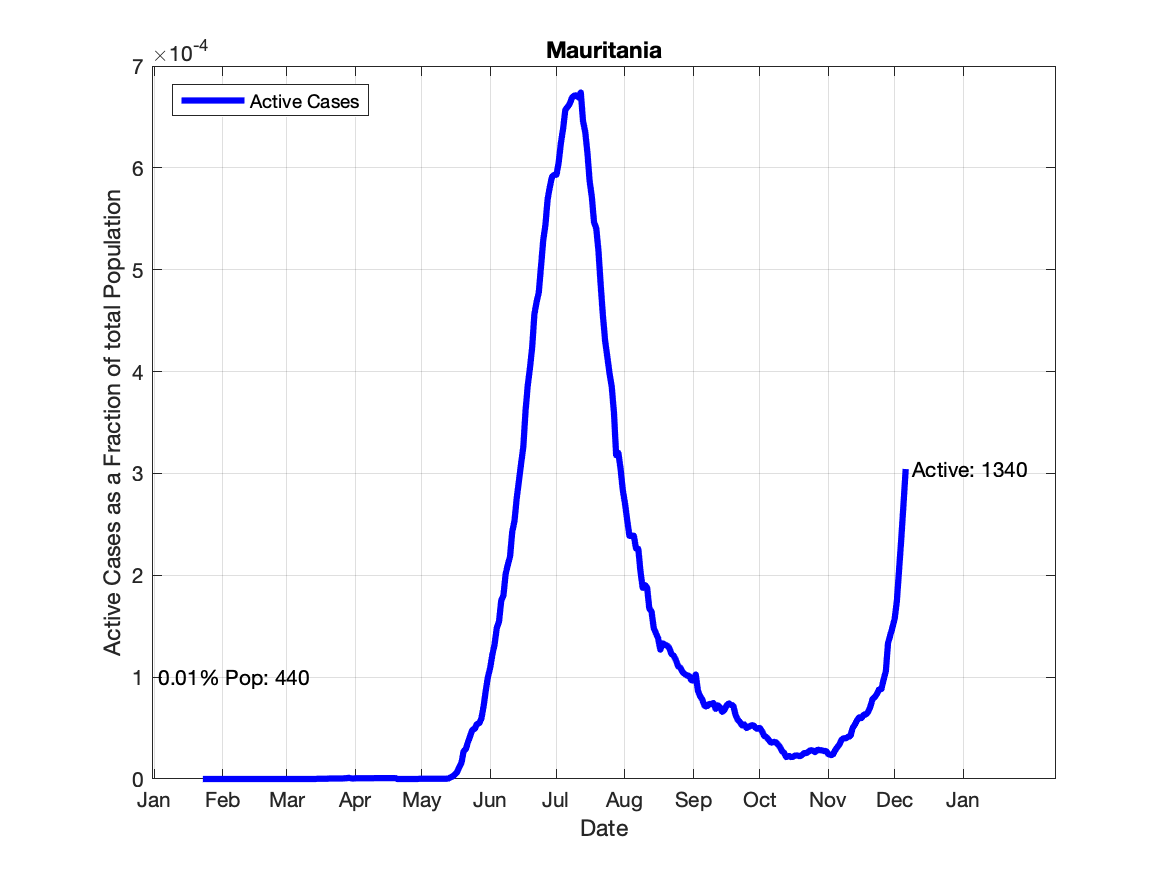 Mauritania
×10-4
Active Cases
7
6
5
4
3
2
1
0
Active Cases as a Fraction of total Population
0.01% Pop: 440
Active: 1340
Jan Feb Mar Apr May Jun Jul Aug Sep Oct Nov Dec Jan
Date